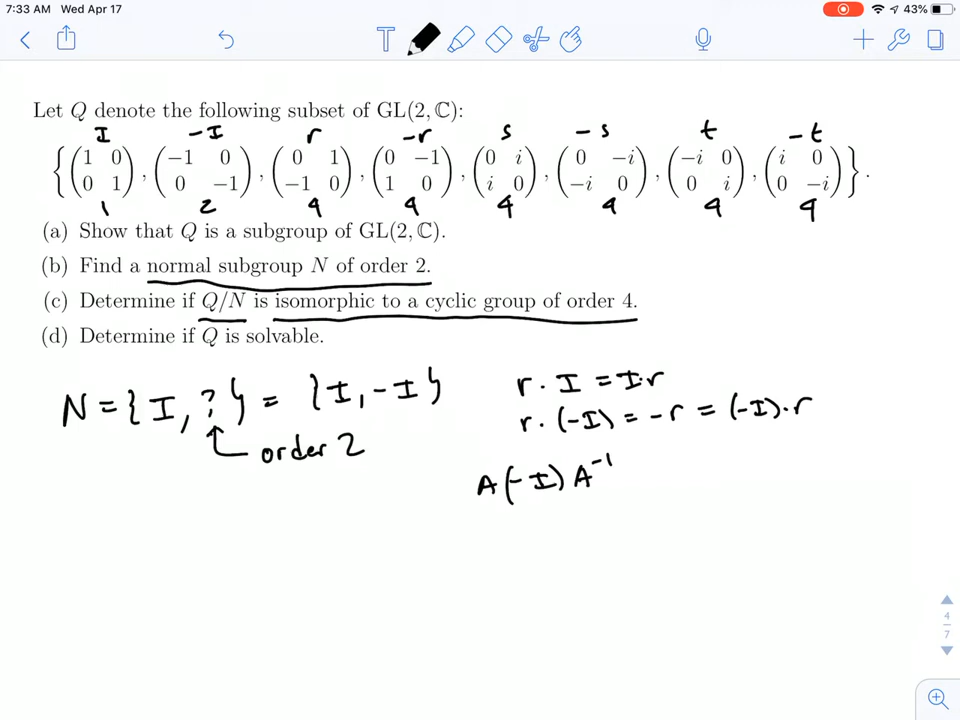 7:33 AM Wed Apr 17 43%
T
Let Q denote the following subset of GL(2, ℂ):
I -I r -r s -s t -t
{(1 0; 0 1), (-1 0; 0 -1), (0 1; -1 0), (0 -1; 1 0), (0 i; i 0), (0 -i; -i 0), (-i 0; 0 i), (i 0; 0 -i)}.
1 2 4 4 4 4 4 4
(a) Show that Q is a subgroup of GL(2, ℂ).
(b) Find a normal subgroup N of order 2.
(c) Determine if Q/N is isomorphic to a cyclic group of order 4.
(d) Determine if Q is solvable.
N = {I, ?} = {I, -I}
order 2
r · I = I·r
r · (-I) = -r = (-I)·r
A(-I)A⁻¹
4/7